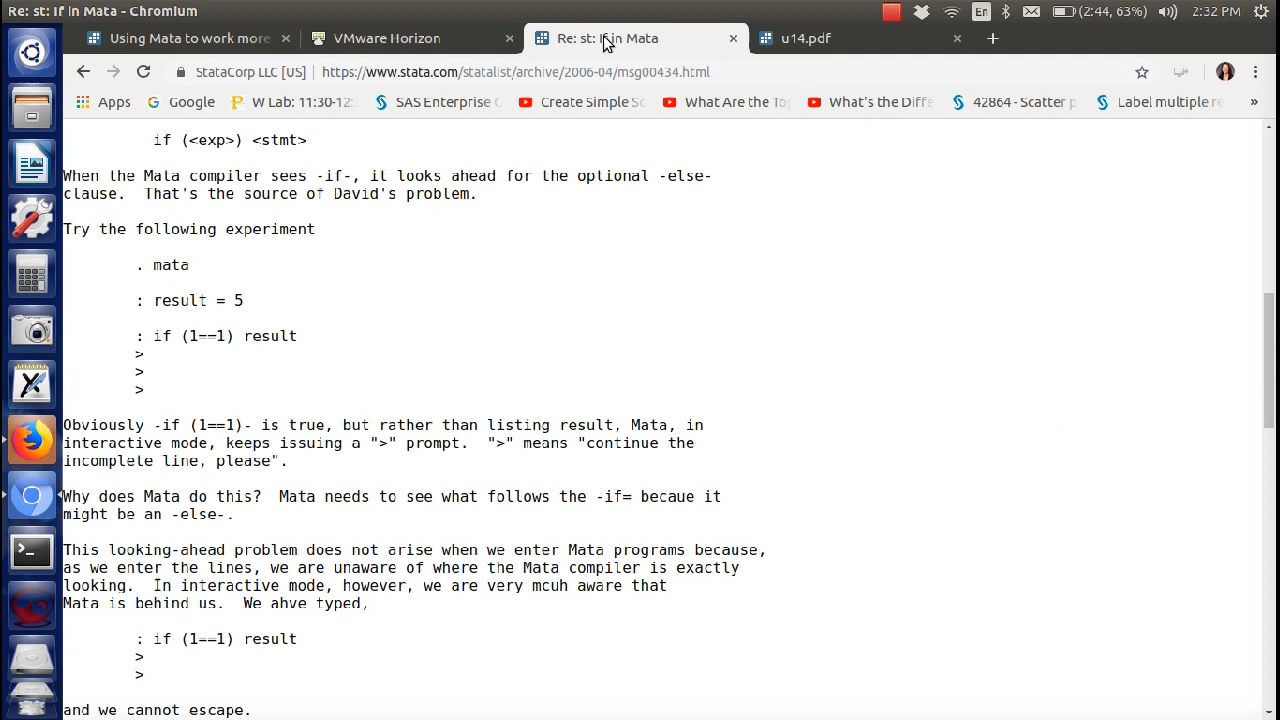 Re: st: If in Mata - Chromium
En
(2:44, 63%)
2:32 PM
Using Mata to work more
VMware Horizon
Re: st: If in Mata
u14.pdf
StataCorp LLC [US]
https://www.stata.com/statalist/archive/2006-04/msg00434.html
Apps
Google
W Lab: 11:30-12:
SAS Enterprise
Create Simple Sc
What Are the Top
What's the Diffe
42864 - Scatter p
Label multiple re
»
if (<exp>) <stmt>
When the Mata compiler sees -if-, it looks ahead for the optional -else-
clause. That's the source of David's problem.
Try the following experiment
. mata
: result = 5
: if (1==1) result
>
>
>
Obviously -if (1==1)- is true, but rather than listing result, Mata, in
interactive mode, keeps issuing a ">" prompt. ">" means "continue the
incomplete line, please".
Why does Mata do this? Mata needs to see what follows the -if= becaue it
might be an -else-.
This looking-ahead problem does not arise when we enter Mata programs because,
as we enter the lines, we are unaware of where the Mata compiler is exactly
looking. In interactive mode, however, we are very mcuh aware that
Mata is behind us. We ahve typed,
: if (1==1) result
>
>
and we cannot escape.